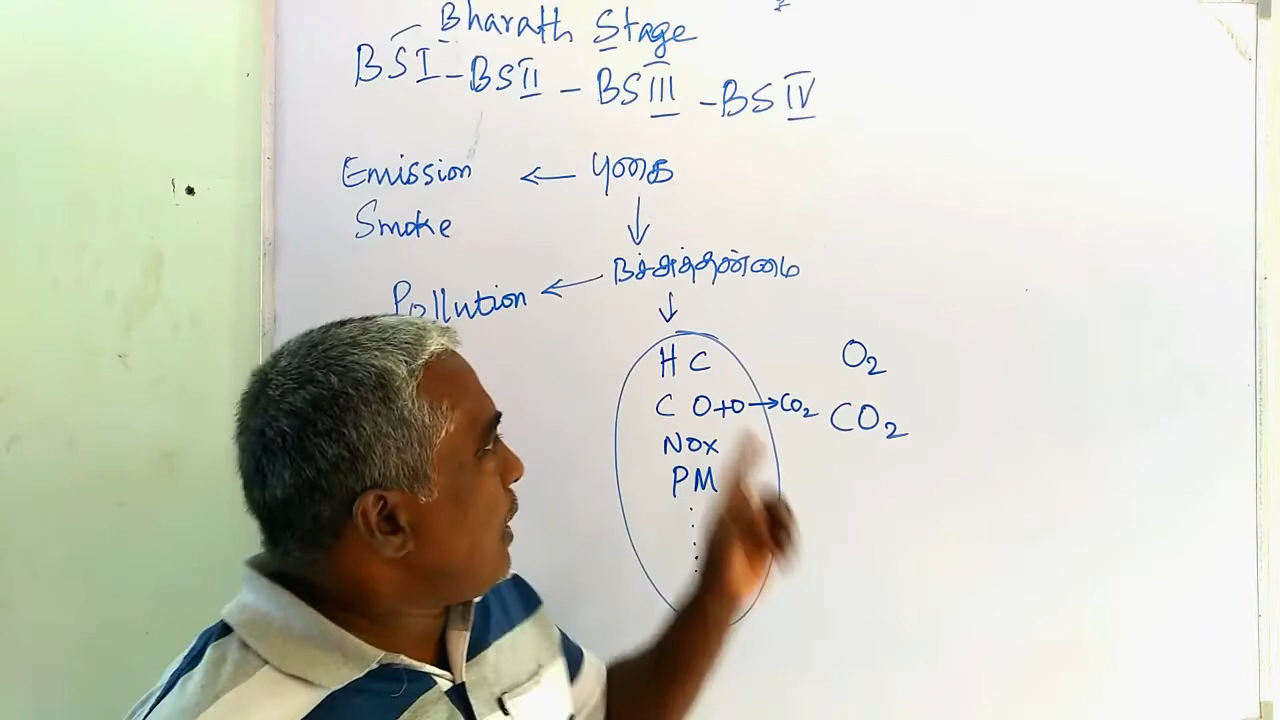 Bharath Stage
BSI - BSII - BSIII - BSIV
Emission ← புகை
Smoke
↓
Pollution ← நச்சுத்தன்மை
↓
HC O2
CO+O→CO2 CO2
NOx
PM